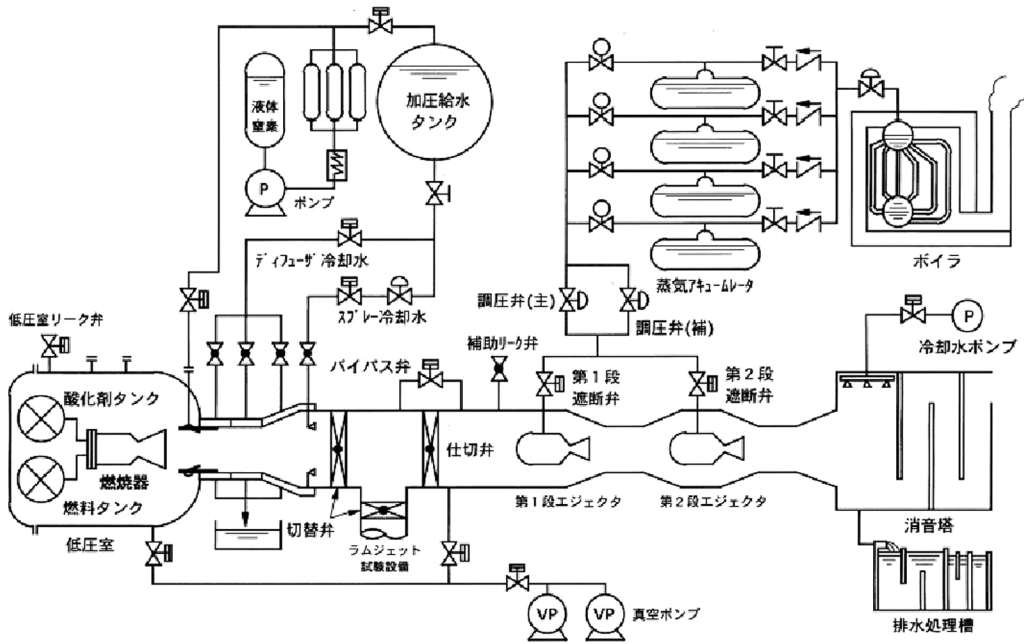 液体
窒素
加圧給水
タンク
P
ポンプ
ディフューザ冷却水
スプレー冷却水
蒸気アキュームレータ
ボイラ
調圧弁(主)
調圧弁(補)
P
冷却水ポンプ
低圧室リーク弁
バイパス弁
補助リーク弁
第1段
遮断弁
第2段
遮断弁
酸化剤タンク
燃焼器
燃料タンク
低圧室
仕切弁
切替弁
ラムジェット
試験設備
第1段エジェクタ
第2段エジェクタ
消音塔
VP
VP
真空ポンプ
排水処理槽